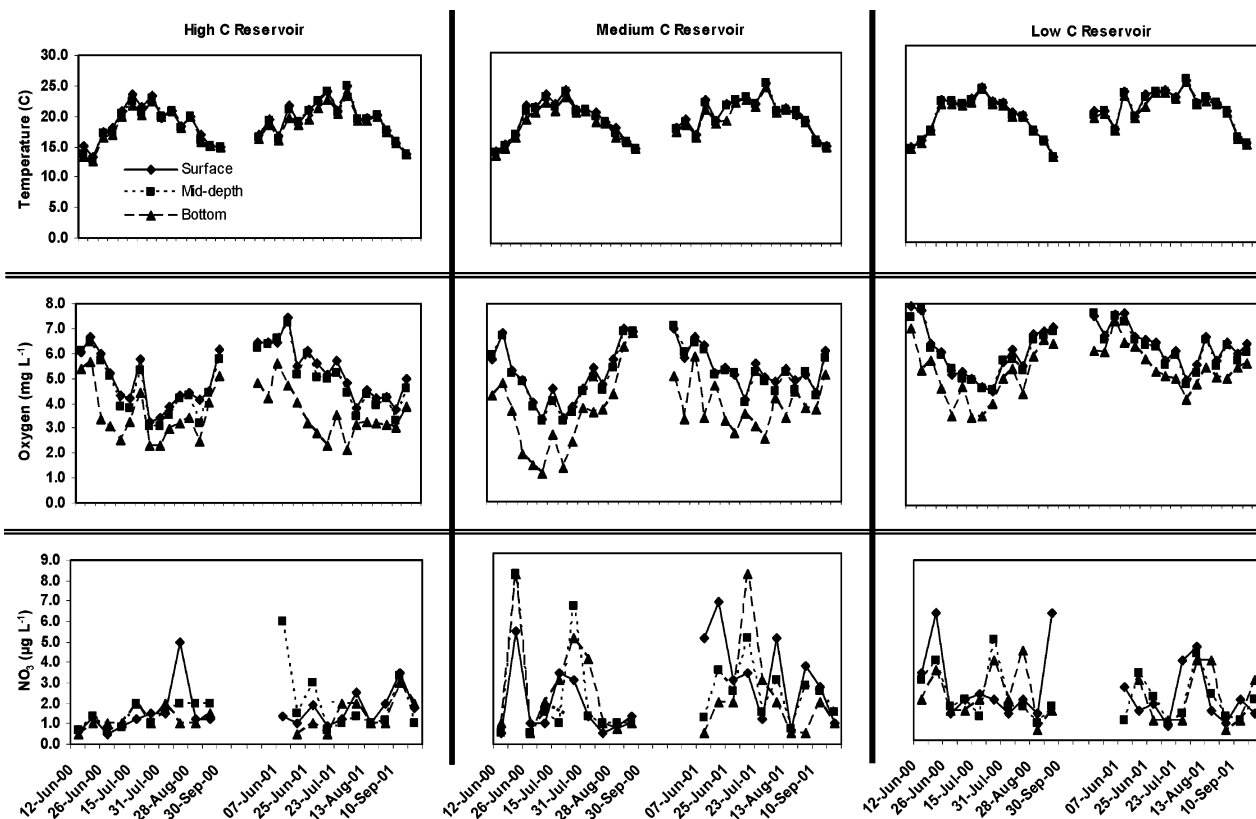 High C Reservoir
Medium C Reservoir
Low C Reservoir
Temperature (C)
30.0
25.0
20.0
15.0
10.0
5.0
0.0
Surface
Mid-depth
Bottom
Oxygen (mg L⁻¹)
8.0
7.0
6.0
5.0
4.0
3.0
2.0
1.0
0.0
NO₃ (µg L⁻¹)
9.0
8.0
7.0
6.0
5.0
4.0
3.0
2.0
1.0
0.0
12-Jun-00
26-Jun-00
15-Jul-00
31-Jul-00
28-Aug-00
30-Sep-00
07-Jun-01
25-Jun-01
23-Jul-01
13-Aug-01
10-Sep-01
12-Jun-00
26-Jun-00
15-Jul-00
31-Jul-00
28-Aug-00
30-Sep-00
07-Jun-01
25-Jun-01
23-Jul-01
13-Aug-01
10-Sep-01
12-Jun-00
26-Jun-00
15-Jul-00
31-Jul-00
28-Aug-00
30-Sep-00
07-Jun-01
25-Jun-01
23-Jul-01
13-Aug-01
10-Sep-01